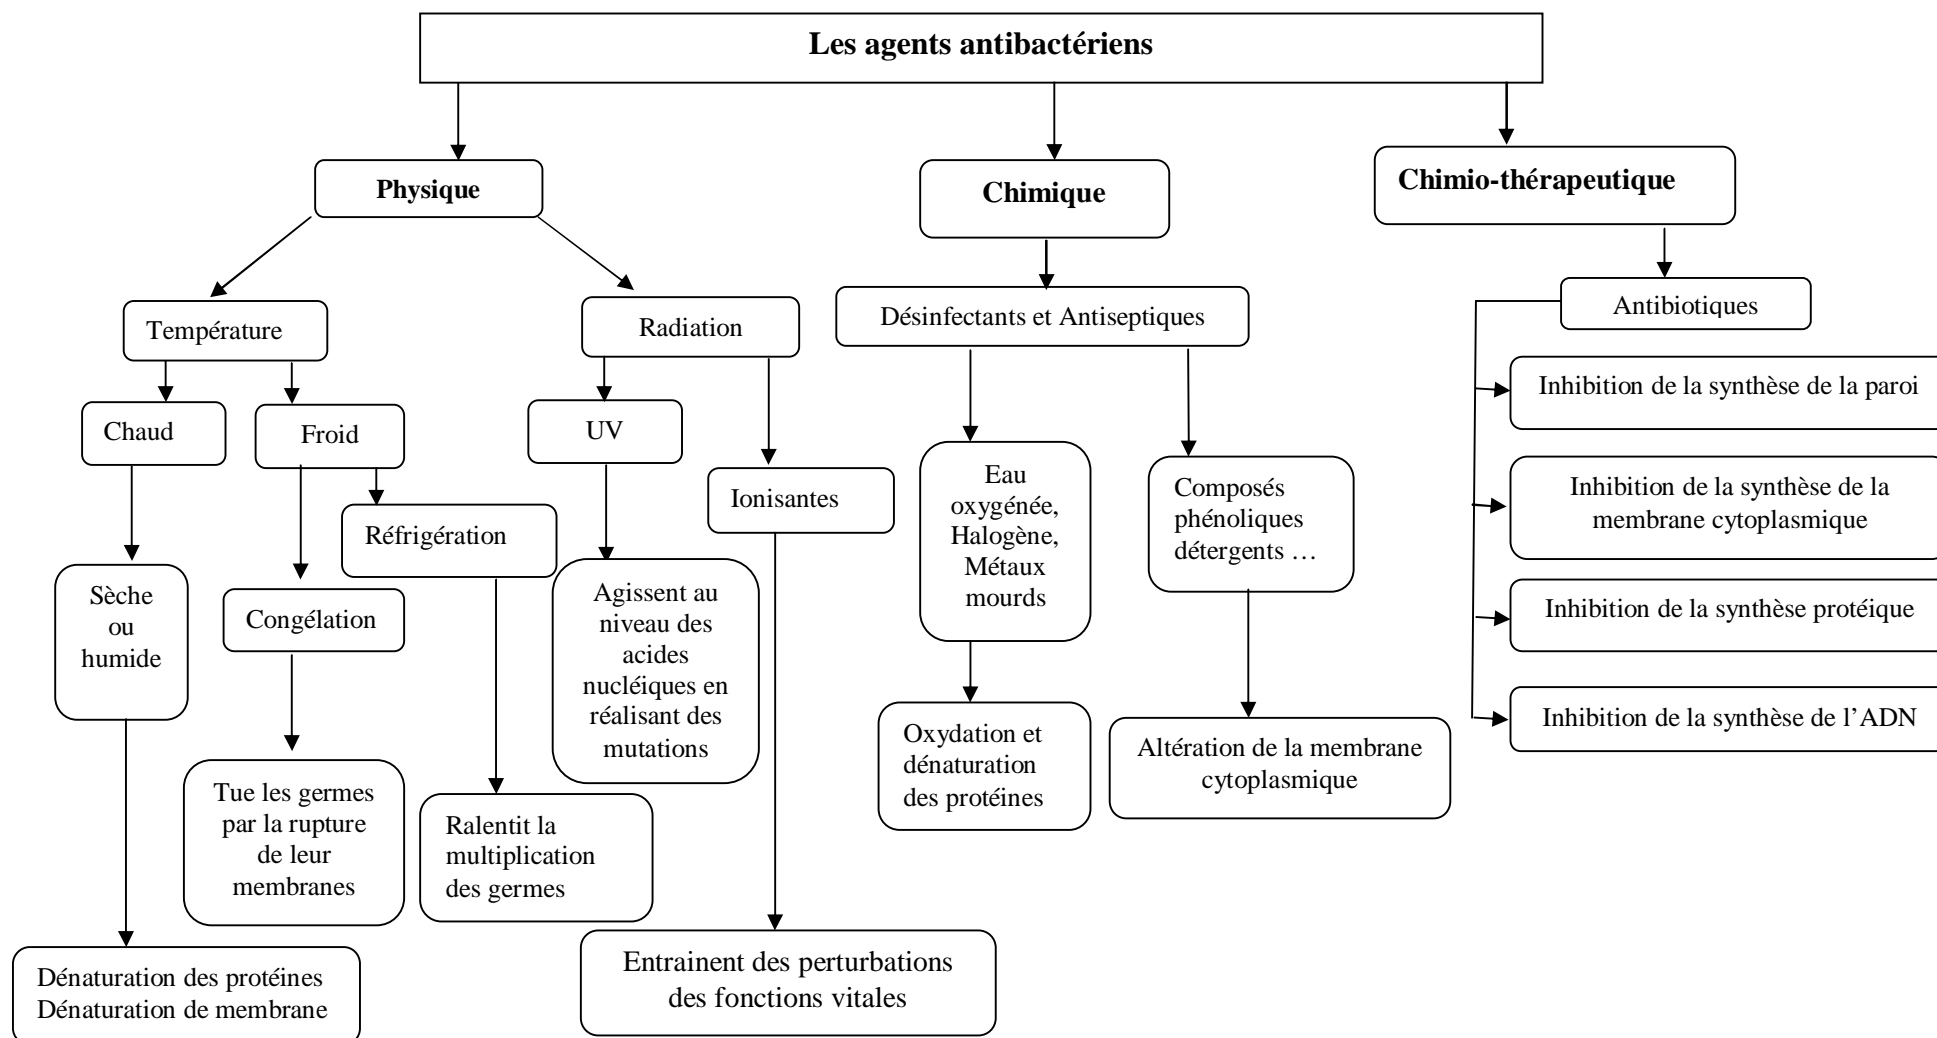 Les agents antibactériens
Physique
Chimique
Chimio-thérapeutique
Température
Radiation
Désinfectants et Antiseptiques
Antibiotiques
Chaud
Froid
UV
Ionisantes
Réfrigération
Congélation
Sèche
ou
humide
Agissent au
niveau des
acides
nucléiques en
réalisant des
mutations
Eau
oxygénée,
Halogène,
Métaux
mourds
Composés
phénoliques
détergents …
Inhibition de la synthèse de la paroi
Inhibition de la synthèse de la
membrane cytoplasmique
Inhibition de la synthèse protéique
Inhibition de la synthèse de l’ADN
Tue les germes
par la rupture
de leur
membranes
Ralentit la
multiplication
des germes
Oxydation et
dénaturation
des protéines
Altération de la membrane
cytoplasmique
Dénaturation des protéines
Dénaturation de membrane
Entrainent des perturbations
des fonctions vitales